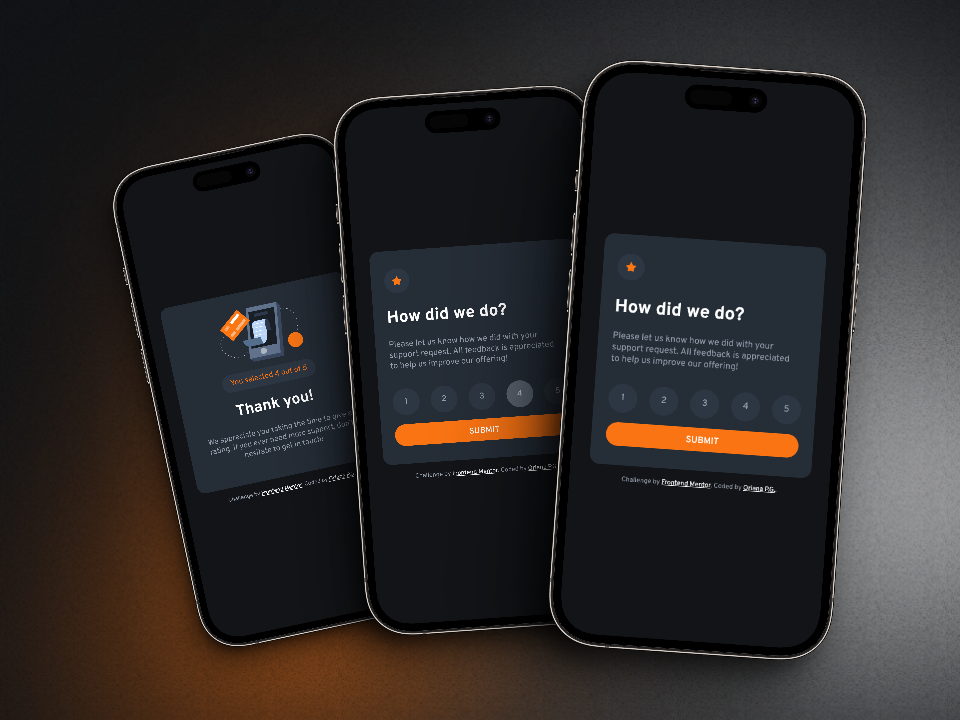 You selected 4 out of 5
Thank you!
We appreciate you taking the time to give
rating. If you ever need more support, don'
hesitate to get in touch!
Challenge by Frontend Mentor. Coded by
How did we do?
Please let us know how we did with your
support request. All feedback is appreciated
to help us improve our offering!
1 2 3 4 5
SUBMIT
Challenge by Frontend Mentor. Coded by Oriana P.G.
How did we do?
Please let us know how we did with your
support request. All feedback is appreciated
to help us improve our offering!
1 2 3 4 5
SUBMIT
Challenge by Frontend Mentor. Coded by Oriana P.G.